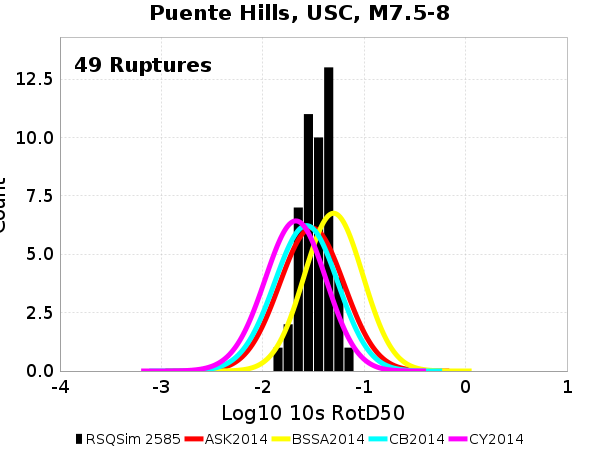 Puente Hills, USC, M7.5-8
49 Ruptures
12.5
10.0
7.5
5.0
2.5
0.0
Count
-4 -3 -2 -1 0 1
Log10 10s RotD50
RSQSim 2585 ASK2014 BSSA2014 CB2014 CY2014